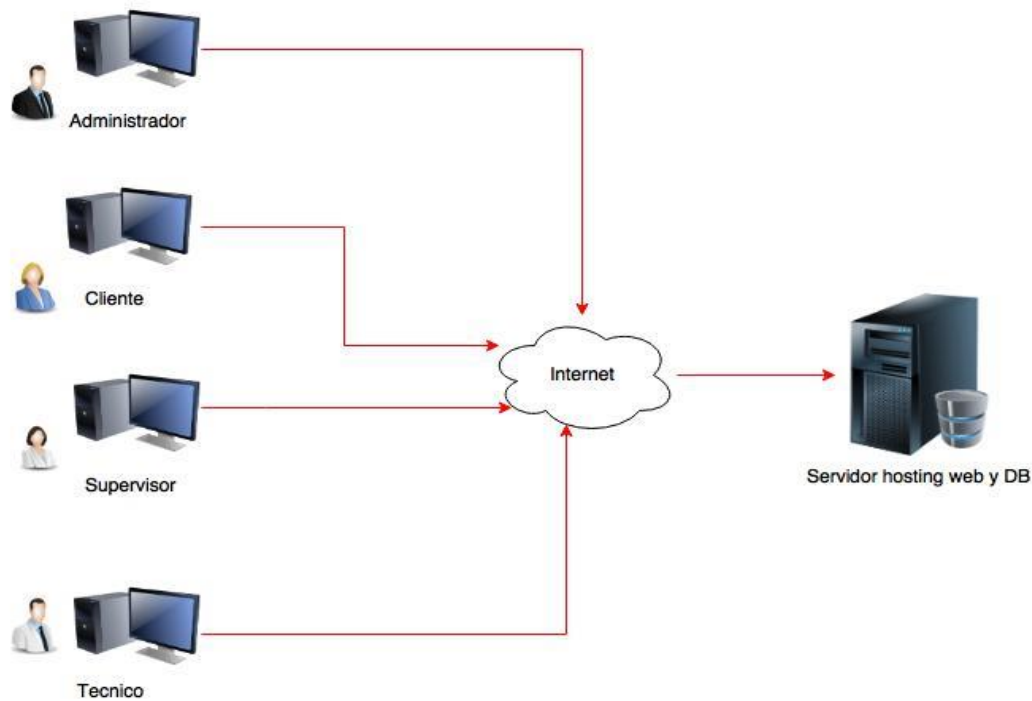 Administrador
Cliente
Internet
Supervisor
Servidor hosting web y DB
Tecnico